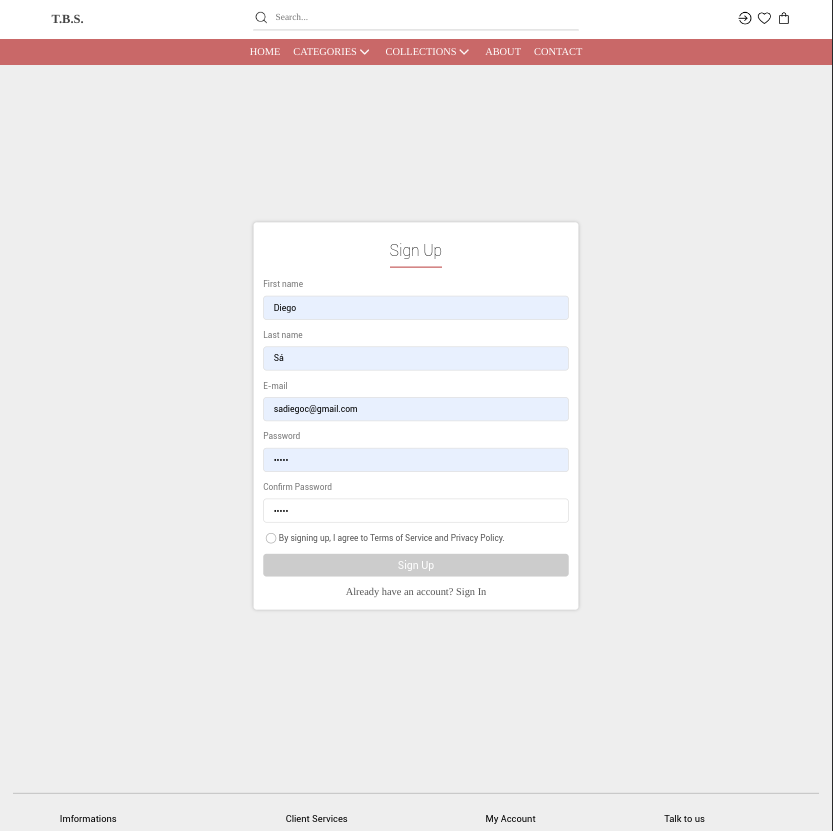 T.B.S.
Search...
HOME CATEGORIES COLLECTIONS ABOUT CONTACT
Sign Up
First name
Diego
Last name
Sá
E-mail
sadiegoc@gmail.com
Password
•••••
Confirm Password
•••••
By signing up, I agree to Terms of Service and Privacy Policy.
Sign Up
Already have an account? Sign In
Imformations Client Services My Account Talk to us